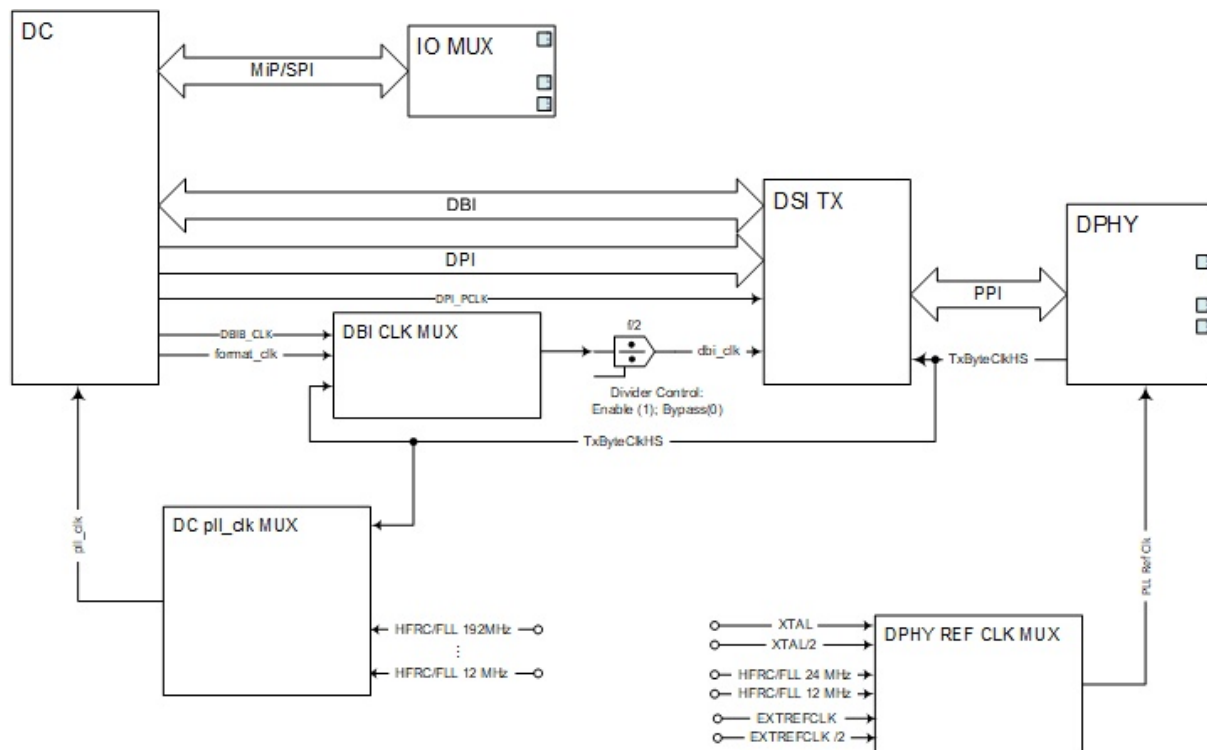 DC
IO MUX
MiP/SPI
DSI TX
DBI
DPHY
DPI
PPI
DPI_PCLK
DBIB_CLK
DBI CLK MUX
f/2
format_clk
dbi_clk
TxByteClkHS
Divider Control:
Enable (1); Bypass(0)
TxByteClkHS
DC pll_clk MUX
pll_clk
PLL Ref Clk
HFRC/FLL 192MHz
⋮
HFRC/FLL 12 MHz
XTAL
DPHY REF CLK MUX
XTAL/2
HFRC/FLL 24 MHz
HFRC/FLL 12 MHz
EXTREFCLK
EXTREFCLK /2